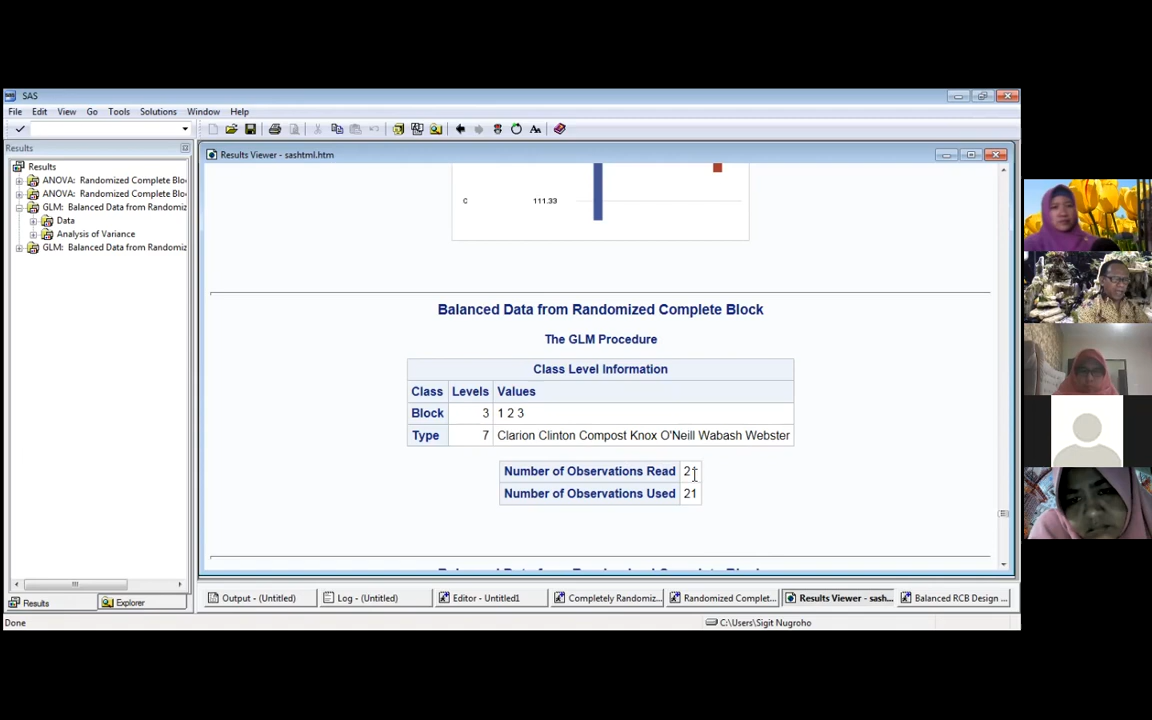 SAS
File Edit View Go Tools Solutions Window Help
Results
Results Viewer - sashtml.htm
Results
ANOVA: Randomized Complete Blo
ANOVA: Randomized Complete Blo
GLM: Balanced Data from Randomiz
Data
Analysis of Variance
GLM: Balanced Data from Randomiz
C 111.33
Balanced Data from Randomized Complete Block
The GLM Procedure
Class Level Information
Class Levels Values
Block 3 1 2 3
Type 7 Clarion Clinton Compost Knox O'Neill Wabash Webster
Number of Observations Read 2
Number of Observations Used 21
Results Explorer
Output - (Untitled) Log - (Untitled) Editor - Untitled1 Completely Randomiz... Randomized Complet... Results Viewer - sash... Balanced RCB Design ...
Done C:\Users\Sigit Nugroho